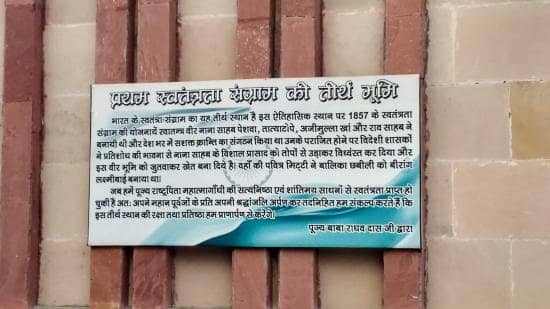 प्रथम स्वतंत्रता संग्राम की तीर्थ भूमि
भारत के स्वतंत्रता-संग्राम का यह तीर्थ स्थान है इस ऐतिहासिक स्थान पर 1857 के स्वतंत्रता
संग्राम की योजनायें स्वातन्त्र्य वीर नाना साहब पेशवा, तात्याटोपे, अजीमुल्ला खां और राव साहब ने
बनायी थी और देश भर में सशक्त क्रान्ति का संगठन किया था उनके पराजित होने पर विदेशी शासकों
ने प्रतिशोध की भावना से नाना साहब के विशाल प्रासाद को तोपों से उड़ाकर विध्वंस्त कर दिया और
इस वीर भूमि को जुतवाकर खेत बना दिये है। वहाँ की पवित्र मिट्टी ने बालिका छबीली को बीरांग
लक्ष्मीबाई बनाया था।
जब हमें पूज्य राष्ट्रपिता महात्मागाँधी की सत्यनिष्ठा एवं शांतिमय साधनों से स्वतंत्रता प्राप्त हो
चुकी है अतः अपने महान पूर्वजों के प्रति अपनी श्रद्धांजलि अर्पण कर तदनिहित हम संकल्प करते हैं कि
इस तीर्थ स्थान की रक्षा तथा प्रतिष्ठा हम प्राणार्पण से करेंगे।
पूज्य बाबा राघव दास जी द्वारा